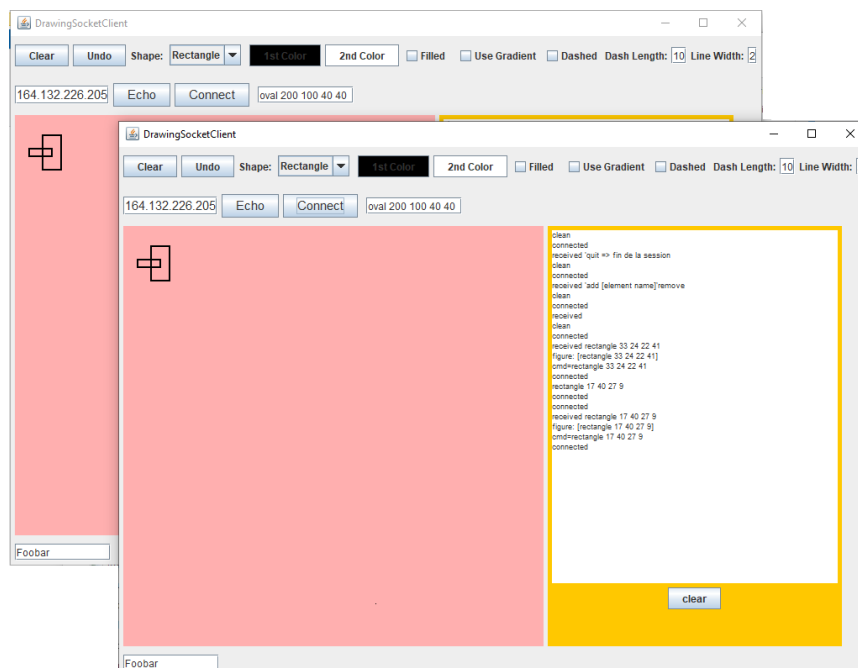 DrawingSocketClient
Clear Undo Shape: Rectangle 1st Color 2nd Color Filled Use Gradient Dashed Dash Length: 10 Line Width: 2
164.132.226.205 Echo Connect oval 200 100 40 40
Foobar
DrawingSocketClient
Clear Undo Shape: Rectangle 1st Color 2nd Color Filled Use Gradient Dashed Dash Length: 10 Line Width:
164.132.226.205 Echo Connect oval 200 100 40 40
clean
connected
received 'quit => fin de la session
clean
connected
received 'add [element name]'remove
clean
connected
received
clean
connected
received rectangle 33 24 22 41
figure: [rectangle 33 24 22 41]
cmd=rectangle 33 24 22 41
connected
rectangle 17 40 27 9
connected
connected
received rectangle 17 40 27 9
figure: [rectangle 17 40 27 9]
cmd=rectangle 17 40 27 9
connected
clear
Foobar